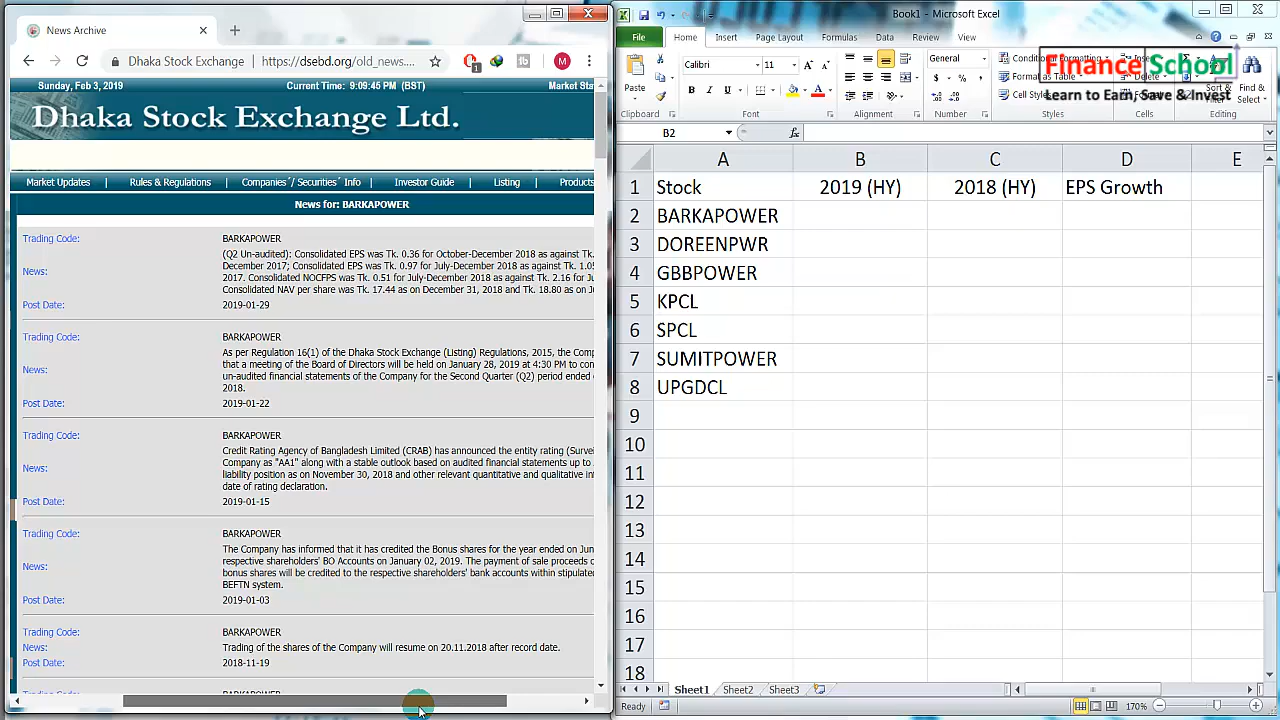 News Archive
Dhaka Stock Exchange | https://dsebd.org/old_news....
1
M
Sunday, Feb 3, 2019 Current Time: 9:09:45 PM (BST) Market Sta
Dhaka Stock Exchange Ltd.
Market Updates | Rules & Regulations | Companies´/ Securities´ Info | Investor Guide | Listing | Products
News for: BARKAPOWER
Trading Code: BARKAPOWER
News: (Q2 Un-audited): Consolidated EPS was Tk. 0.36 for October-December 2018 as against Tk.
December 2017; Consolidated EPS was Tk. 0.97 for July-December 2018 as against Tk. 1.05
2017. Consolidated NOCFPS was Tk. 0.51 for July-December 2018 as against Tk. 2.16 for Ju
Consolidated NAV per share was Tk. 17.44 as on December 31, 2018 and Tk. 18.80 as on J
Post Date: 2019-01-29
Trading Code: BARKAPOWER
News: As per Regulation 16(1) of the Dhaka Stock Exchange (Listing) Regulations, 2015, the Comp
that a meeting of the Board of Directors will be held on January 28, 2019 at 4:30 PM to con
un-audited financial statements of the Company for the Second Quarter (Q2) period ended
2018.
Post Date: 2019-01-22
Trading Code: BARKAPOWER
News: Credit Rating Agency of Bangladesh Limited (CRAB) has announced the entity rating (Survei
Company as "AA1" along with a stable outlook based on audited financial statements up to
liability position as on November 30, 2018 and other relevant quantitative and qualitative in
date of rating declaration.
Post Date: 2019-01-15
Trading Code: BARKAPOWER
News: The Company has informed that it has credited the Bonus shares for the year ended on Jun
respective shareholders' BO Accounts on January 02, 2019. The payment of sale proceeds o
bonus shares will be credited to the respective shareholders' bank accounts within stipulate
BEFTN system.
Post Date: 2019-01-03
Trading Code: BARKAPOWER
News: Trading of the shares of the Company will resume on 20.11.2018 after record date.
Post Date: 2018-11-19
Book1 - Microsoft Excel
File Home Insert Page Layout Formulas Data Review View
Paste
Calibri 11
B I U
General
Conditional Formatting
Format as Table
Cell Styles
Insert
Delete
Sort &
Find &
Select
Clipboard Font Alignment Number Styles Cells Editing
Finance School
Learn to Earn, Save & Invest
B2 fx
A B C D E
1 Stock 2019 (HY) 2018 (HY) EPS Growth
2 BARKAPOWER
3 DOREENPWR
4 GBBPOWER
5 KPCL
6 SPCL
7 SUMITPOWER
8 UPGDCL
9
10
11
12
13
14
15
16
17
18
Sheet1 Sheet2 Sheet3
Ready 170%